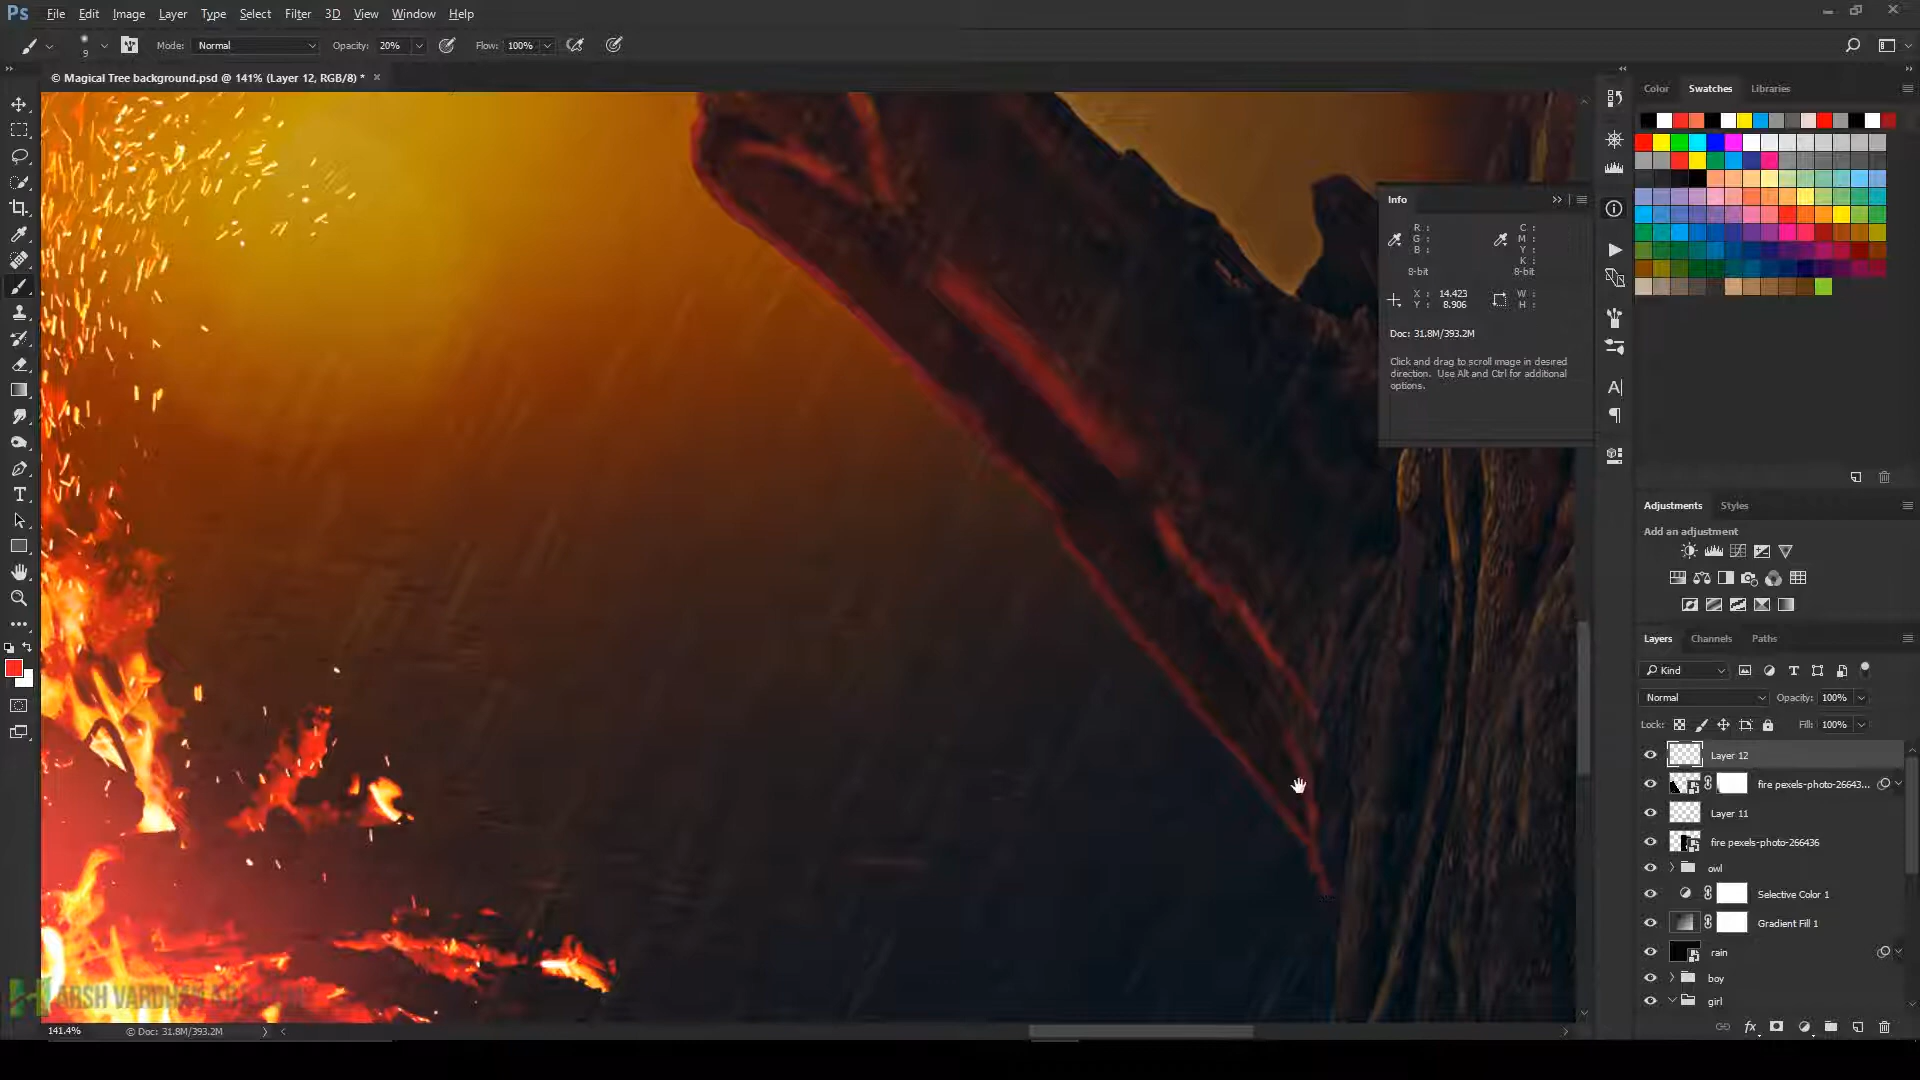 Ps File Edit Image Layer Type Select Filter 3D View Window Help
9 Mode: Normal Opacity: 20% Flow: 100%
© Magical Tree background.psd @ 141% (Layer 12, RGB/8) * ×
Color Swatches Libraries
Info
R : C :
G : M :
B : Y :
K :
8-bit 8-bit
X : 14.423 W :
Y : 8.906 H :
Doc: 31.8M/393.2M
Click and drag to scroll image in desired
direction. Use Alt and Ctrl for additional
options.
Adjustments Styles
Add an adjustment
Layers Channels Paths
Kind
Normal Opacity: 100%
Lock: Fill: 100%
Layer 12
fire pexels-photo-26643...
Layer 11
fire pexels-photo-266436
owl
Selective Color 1
Gradient Fill 1
rain
boy
girl
ARSH VARDHAN
141.4% © Doc: 31.8M/393.2M